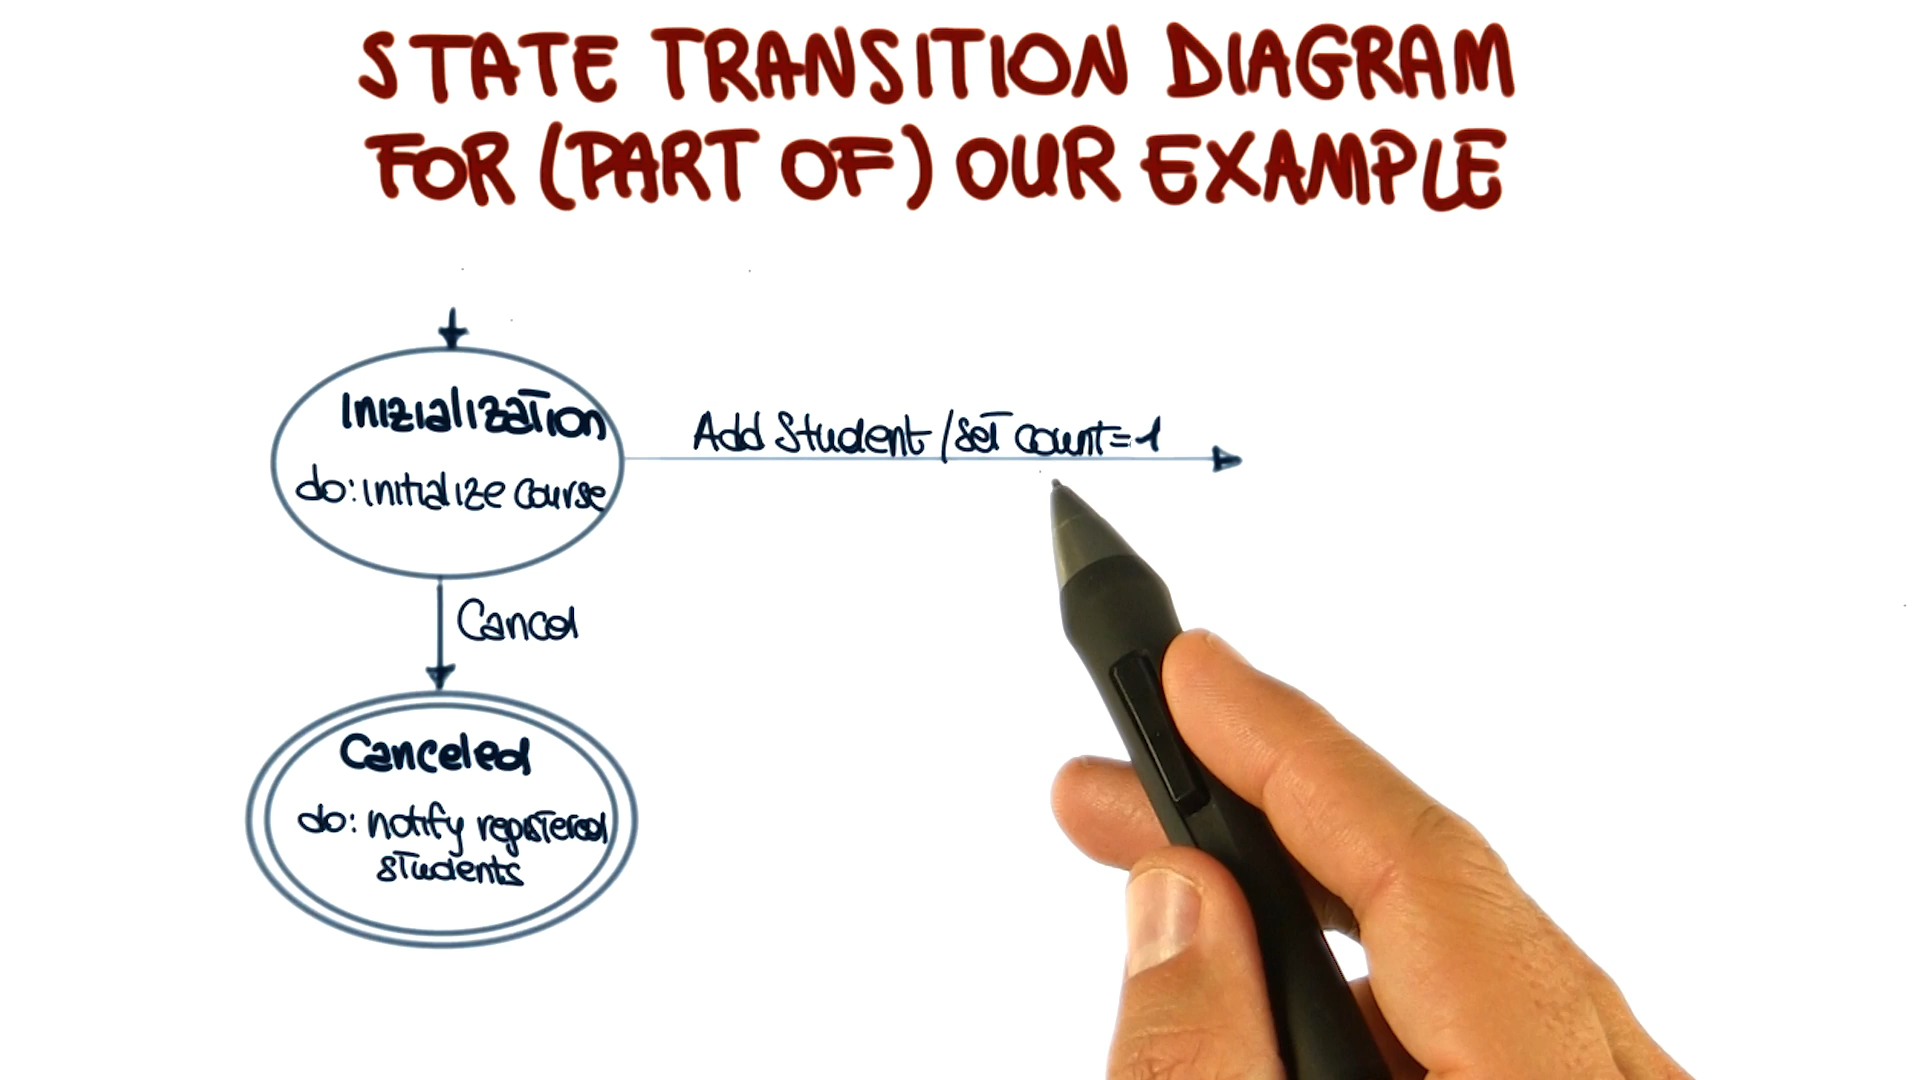 STATE TRANSITION DIAGRAM
FOR (PART OF) OUR EXAMPLE
Inizialization
do: initialize course
Add Student / set count=1
Cancel
Canceled
do: notify registered
students